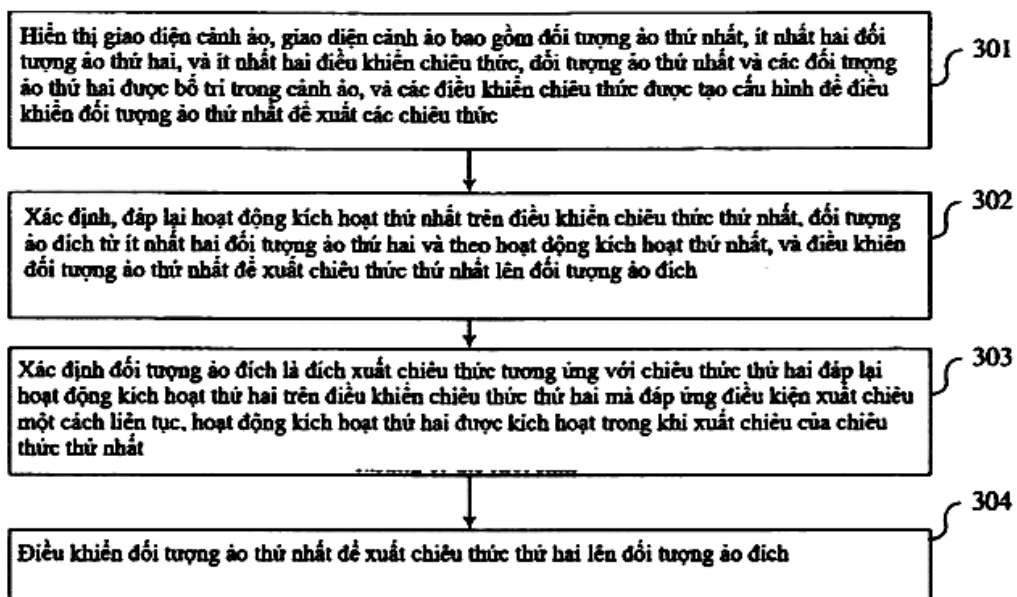 Hiển thị giao diện cảnh ảo, giao diện cảnh ảo bao gồm đối tượng ảo thứ nhất, ít nhất hai đối
tượng ảo thứ hai, và ít nhất hai điều khiển chiêu thức, đối tượng ảo thứ nhất và các đối tượng
ảo thứ hai được bố trí trong cảnh ảo, và các điều khiển chiêu thức được tạo cấu hình để điều
khiển đối tượng ảo thứ nhất để xuất các chiêu thức
301
Xác định, đáp lại hoạt động kích hoạt thứ nhất trên điều khiển chiêu thức thứ nhất, đối tượng
ảo đích từ ít nhất hai đối tượng ảo thứ hai và theo hoạt động kích hoạt thứ nhất, và điều khiển
đối tượng ảo thứ nhất để xuất chiêu thức thứ nhất lên đối tượng ảo đích
302
Xác định đối tượng ảo đích là đích xuất chiêu thức tương ứng với chiêu thức thứ hai đáp lại
hoạt động kích hoạt thứ hai trên điều khiển chiêu thức thứ hai mà đáp ứng điều kiện xuất chiêu
một cách liên tục, hoạt động kích hoạt thứ hai được kích hoạt trong khi xuất chiêu của chiêu
thức thứ nhất
303
Điều khiển đối tượng ảo thứ nhất để xuất chiêu thức thứ hai lên đối tượng ảo đích
304